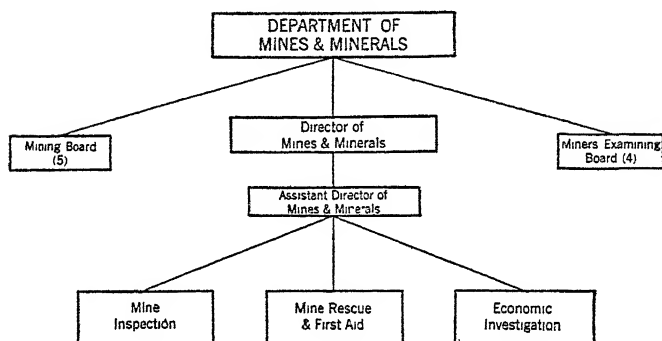 DEPARTMENT OF
MINES & MINERALS
Mining Board
(5)
Director of
Mines & Minerals
Miners Examining
Board (4)
Assistant Director of
Mines & Minerals
Mine
Inspection
Mine Rescue
& First Aid
Economic
Investigation